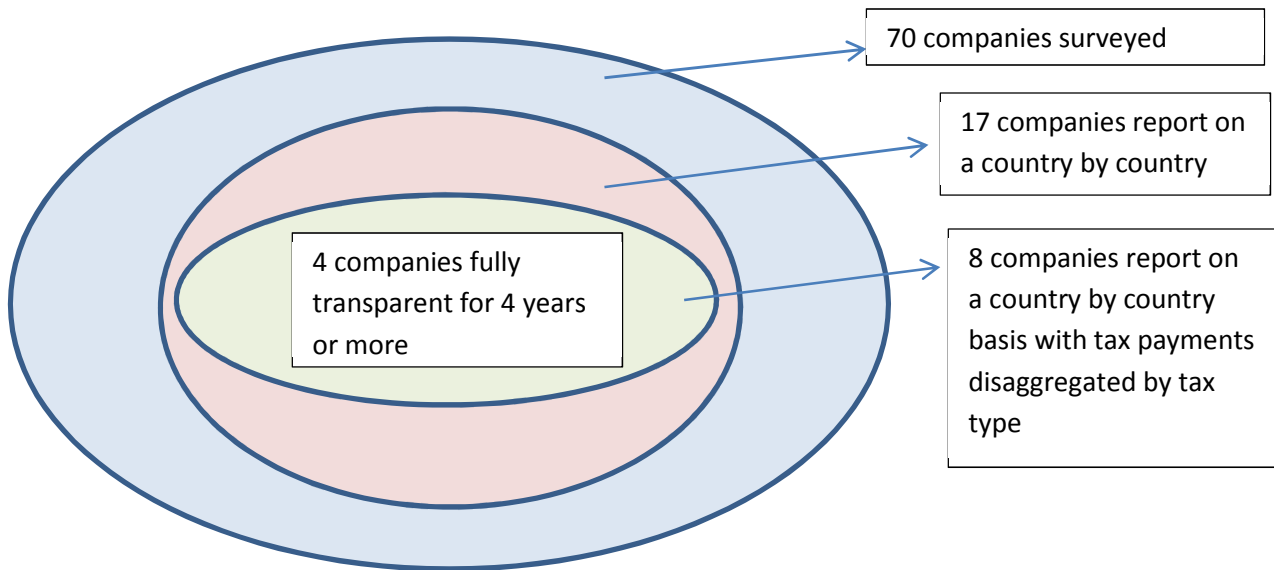 70 companies surveyed
17 companies report on
a country by country
4 companies fully
transparent for 4 years
or more
8 companies report on
a country by country
basis with tax payments
disaggregated by tax
type